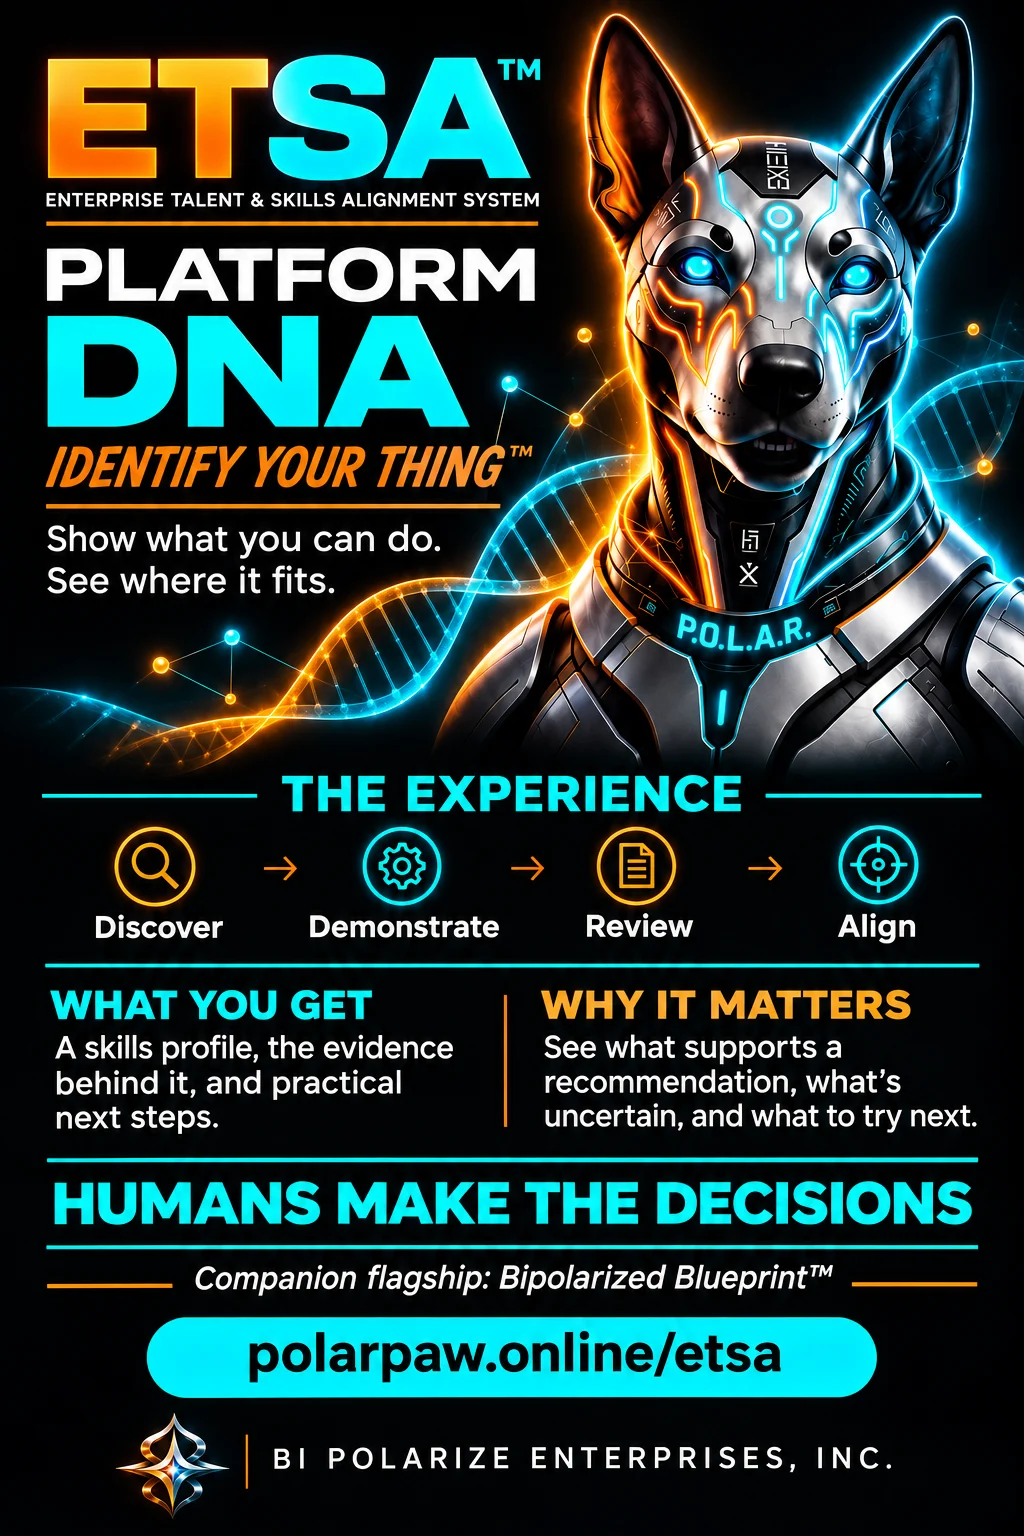 ETSA™
ENTERPRISE TALENT & SKILLS ALIGNMENT SYSTEM
PLATFORM
DNA
IDENTIFY YOUR THING™
Show what you can do.
See where it fits.
P.O.L.A.R.
THE EXPERIENCE
Discover → Demonstrate → Review → Align
WHAT YOU GET
A skills profile, the evidence
behind it, and practical
next steps.
WHY IT MATTERS
See what supports a
recommendation, what's
uncertain, and what to try next.
HUMANS MAKE THE DECISIONS
Companion flagship: Bipolarized Blueprint™
polarpaw.online/etsa
BI POLARIZE ENTERPRISES, INC.